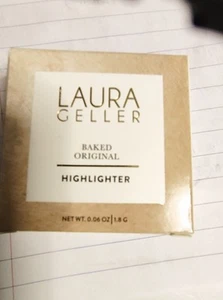 LAURA
GELLER
BAKED
ORIGINAL
HIGHLIGHTER
NET WT. 0.06 OZ | 1.8 G